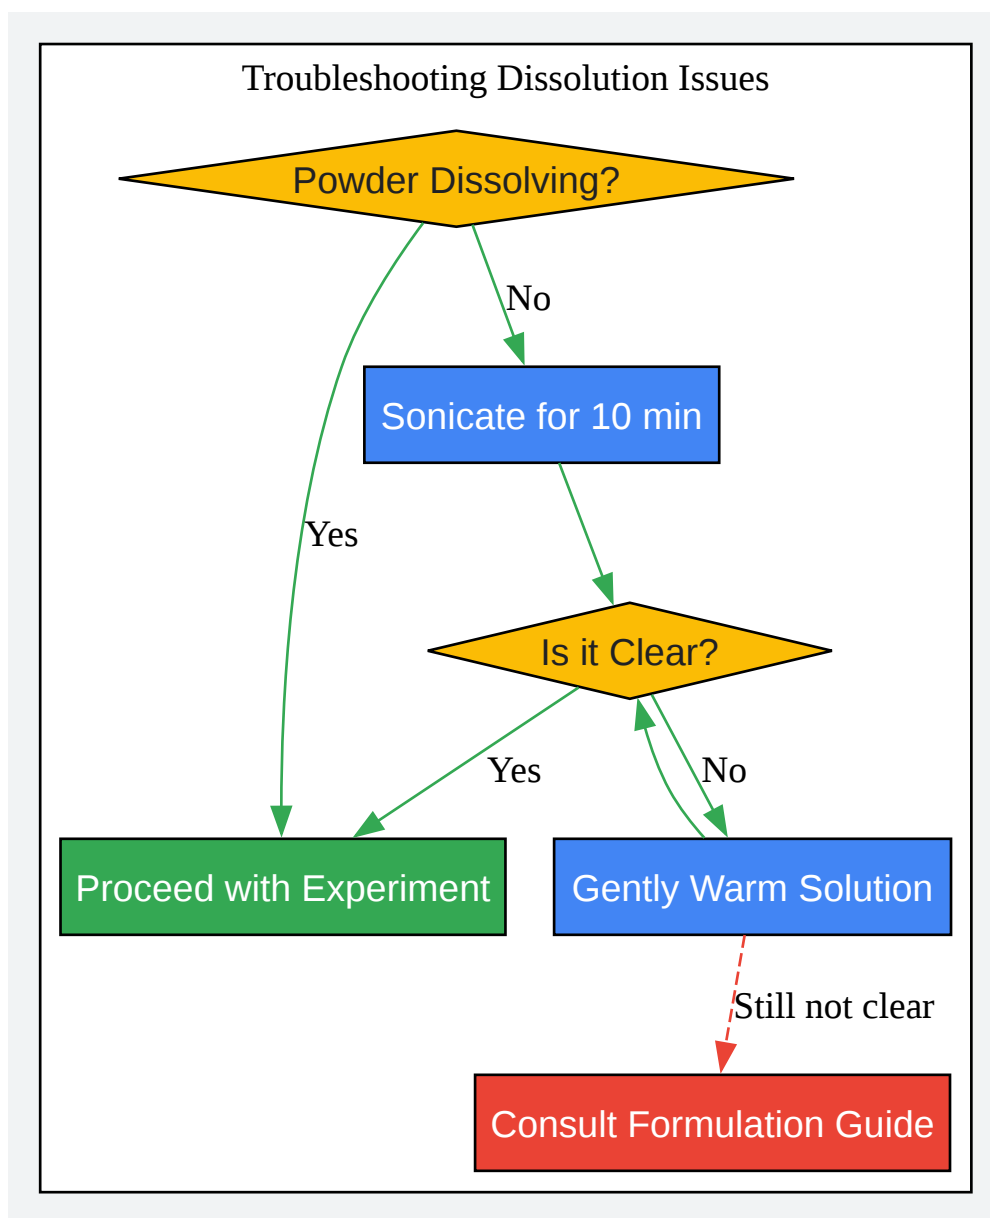 Troubleshooting Dissolution Issues
Powder Dissolving?
No
Sonicate for 10 min
Yes
Is it Clear?
Yes
No
Proceed with Experiment
Gently Warm Solution
Still not clear
Consult Formulation Guide